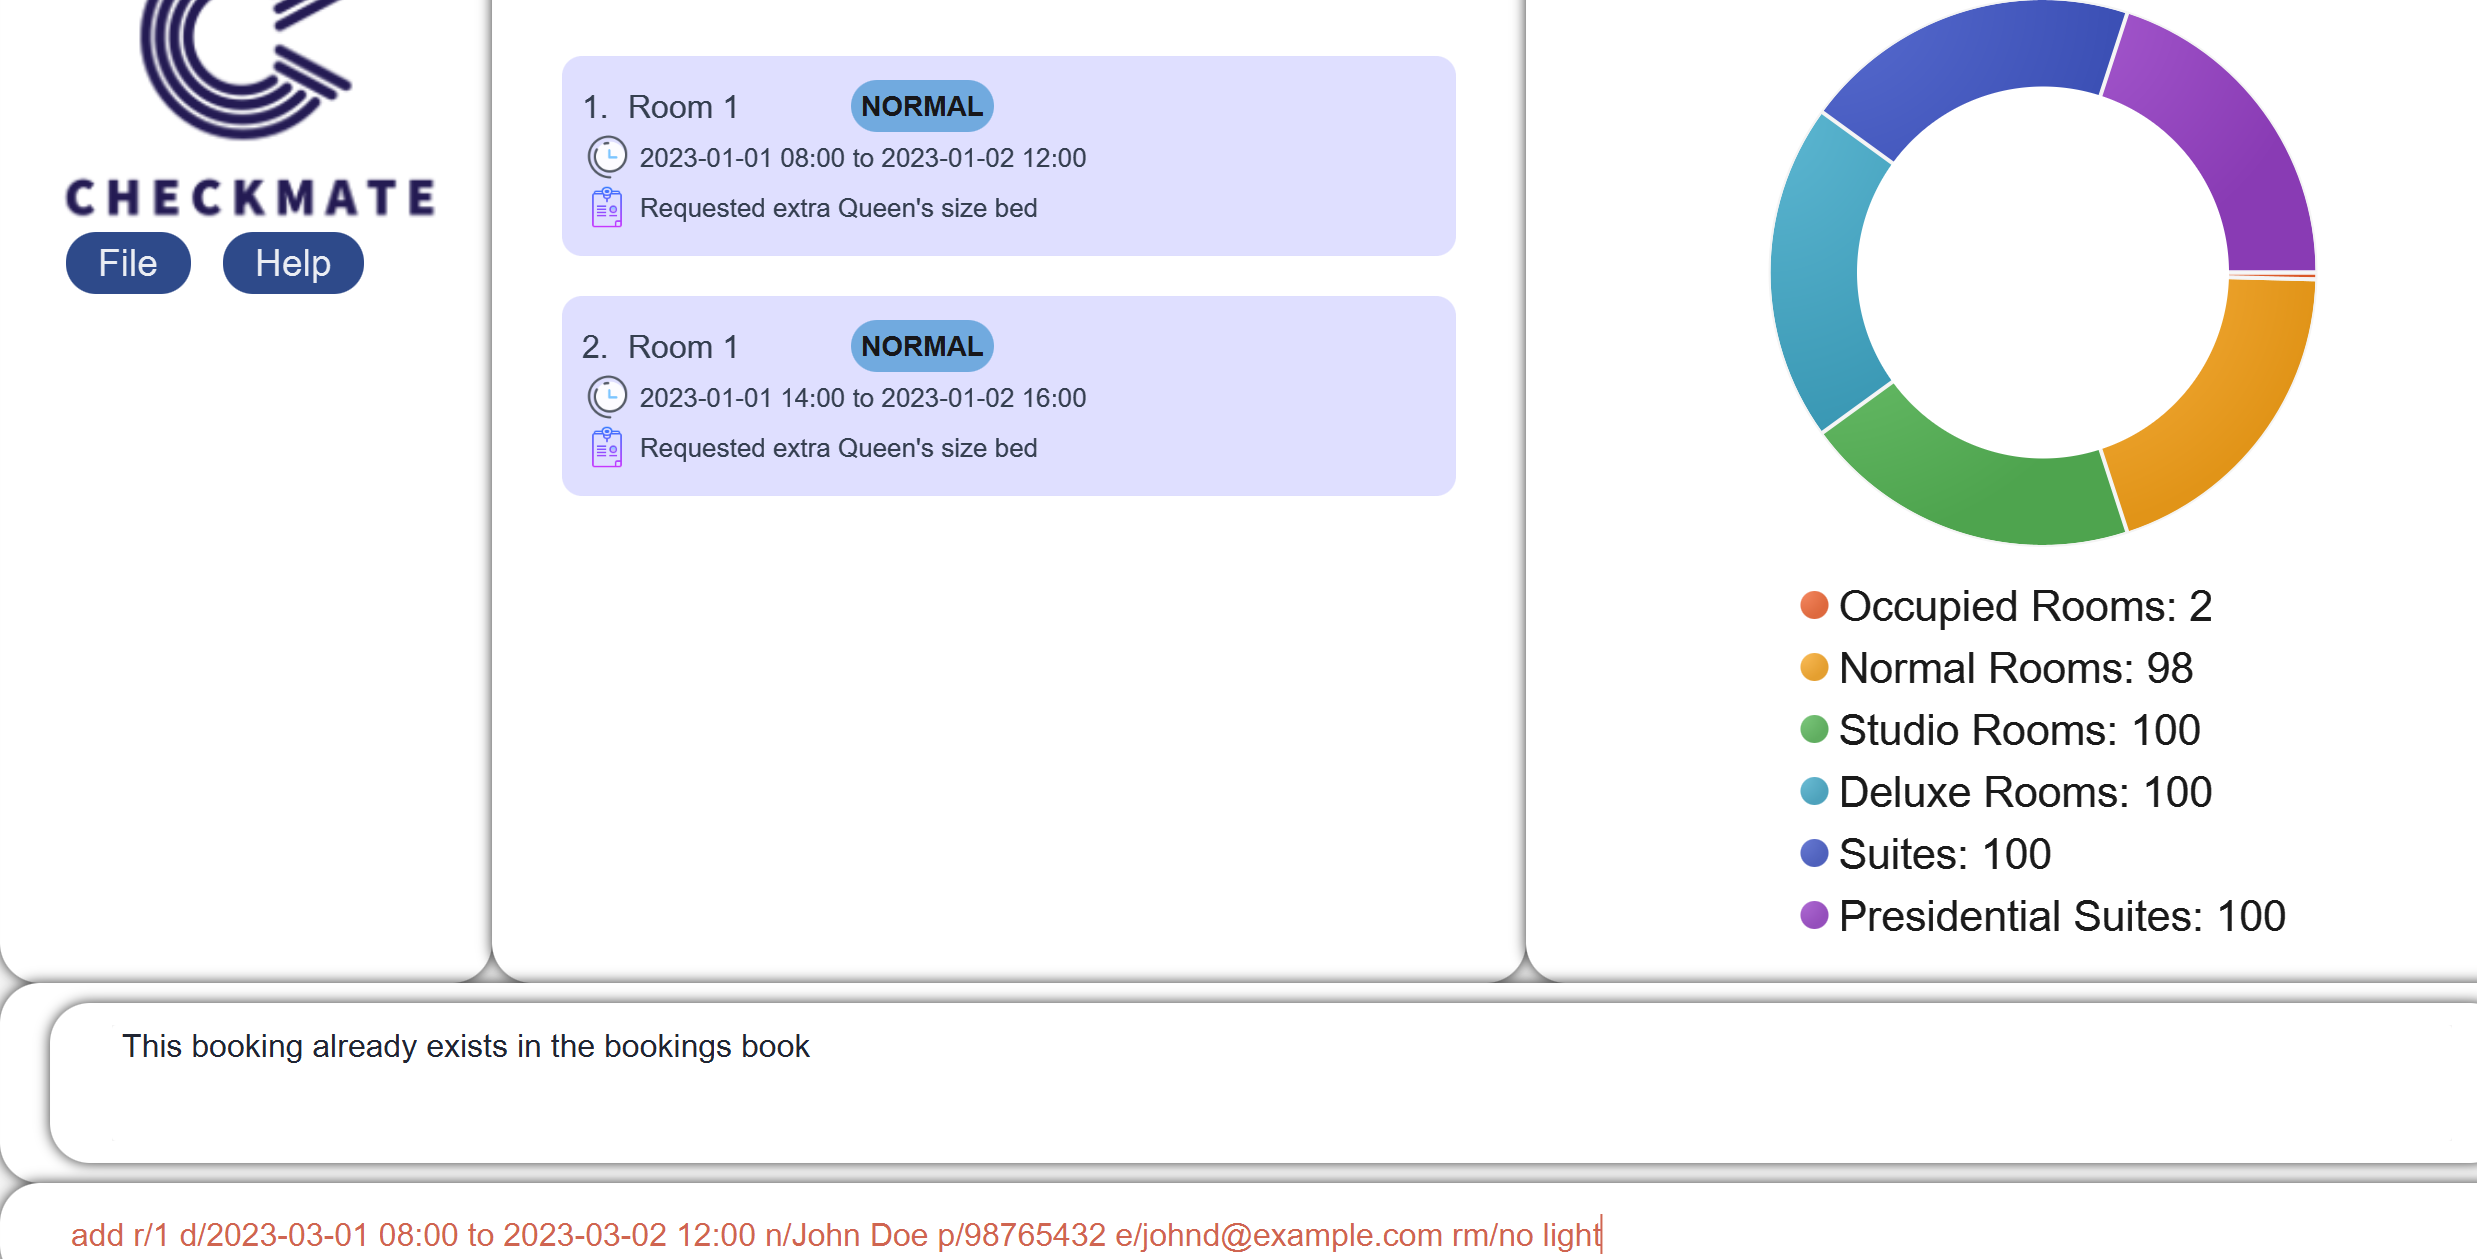 CHECKMATE
File Help
1. Room 1 NORMAL
2023-01-01 08:00 to 2023-01-02 12:00
Requested extra Queen's size bed
2. Room 1 NORMAL
2023-01-01 14:00 to 2023-01-02 16:00
Requested extra Queen's size bed
Occupied Rooms: 2
Normal Rooms: 98
Studio Rooms: 100
Deluxe Rooms: 100
Suites: 100
Presidential Suites: 100
This booking already exists in the bookings book
add r/1 d/2023-03-01 08:00 to 2023-03-02 12:00 n/John Doe p/98765432 e/johnd@example.com rm/no light